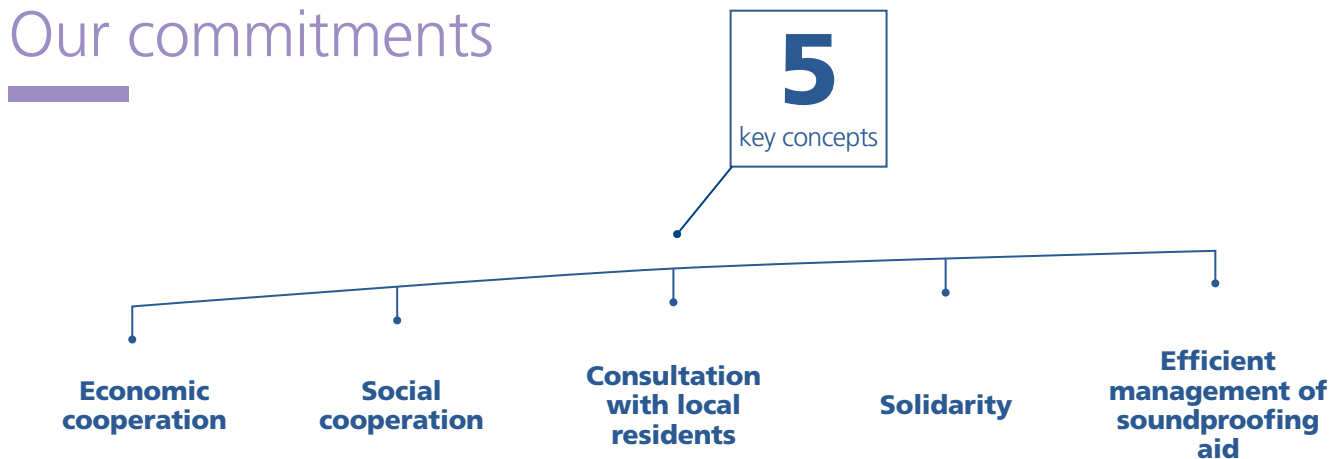 Our commitments
5
key concepts
Economic
cooperation
Social
cooperation
Consultation
with local
residents
Solidarity
Efficient
management of
soundproofing
aid